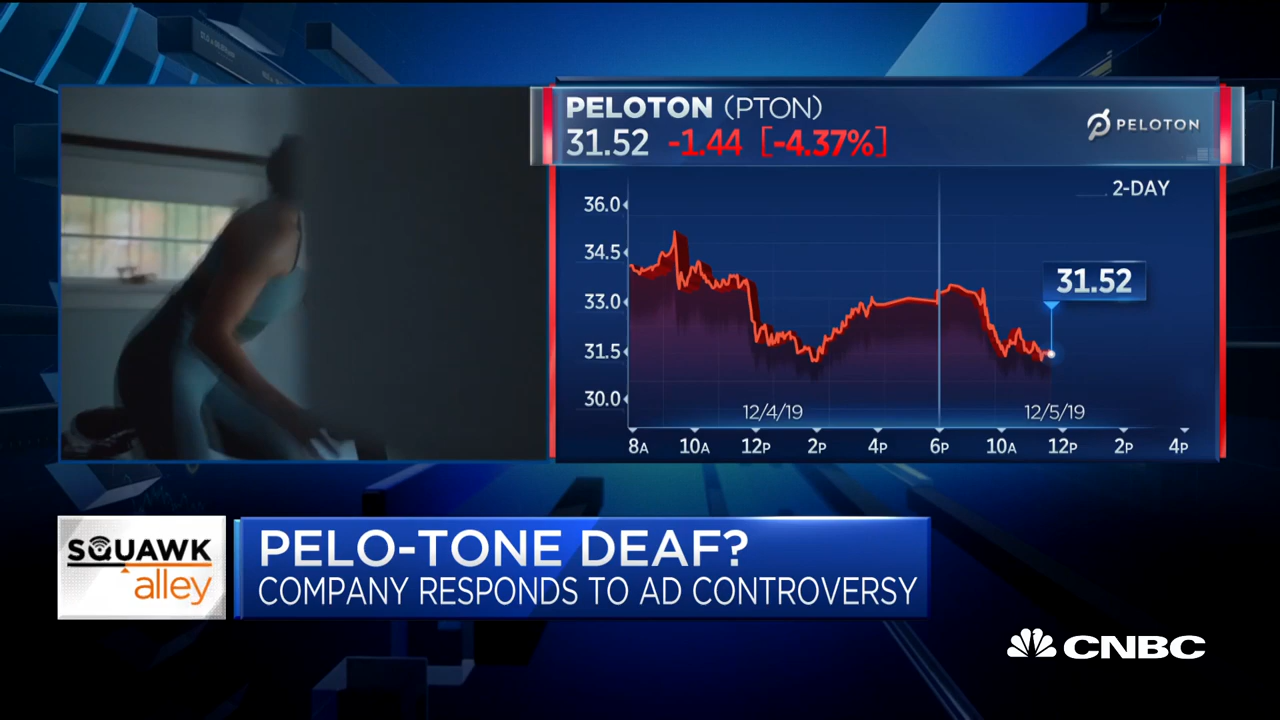 PELOTON (PTON)
31.52 -1.44 [-4.37%]
PELOTON
2-DAY
36.0
34.5
33.0
31.5
30.0
31.52
12/4/19 12/5/19
8A 10A 12P 2P 4P 6P 10A 12P 2P 4P
SQUAWK
alley
PELO-TONE DEAF?
COMPANY RESPONDS TO AD CONTROVERSY
CNBC